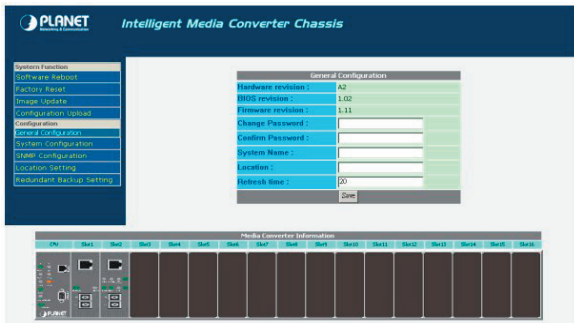 PLANET
Networking & Communication
Intelligent Media Converter Chassis
System Function
Software Reboot
Factory Reset
Image Update
Configuration Upload
Configuration
General Configuration
System Configuration
SNMP Configuration
Location Setting
Redundant Backup Setting
General Configuration
Hardware revision : A2
BIOS revision : 1.02
Firmware revision : 1.11
Change Password :
Confirm Password :
System Name :
Location :
Refresh time : 20
Save
Media Converter Information
CPU Slot1 Slot2 Slot3 Slot4 Slot5 Slot6 Slot7 Slot8 Slot9 Slot10 Slot11 Slot12 Slot13 Slot14 Slot15 Slot16
PLANET